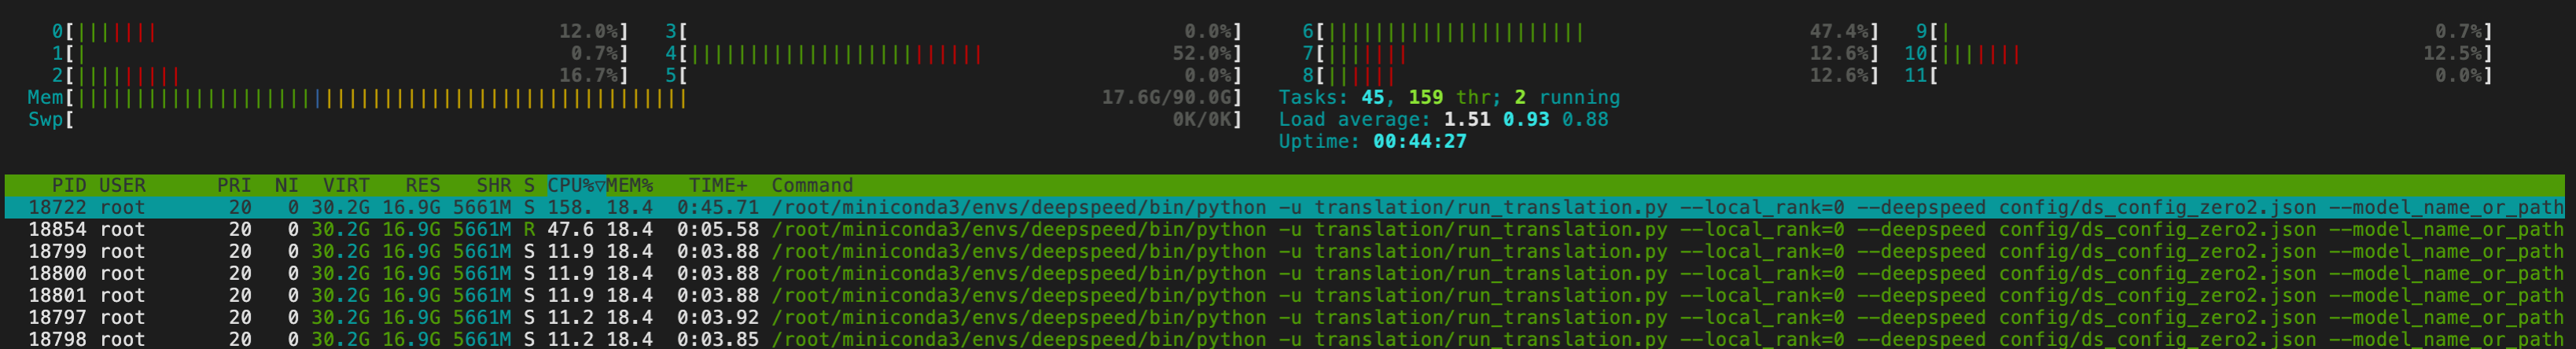 0[||||||| 12.0%] 3[ 0.0%] 6[|||||||||||||||||||||| 47.4%] 9[| 0.7%]
1[| 0.7%] 4[||||||||||||||||||||||||| 52.0%] 7[||||||| 12.6%] 10[||||||| 12.5%]
2[||||||||| 16.7%] 5[ 0.0%] 8[|||||| 12.6%] 11[ 0.0%]
Mem[|||||||||||||||||||||||||||||||||||||||||||||||||||| 17.6G/90.0G] Tasks: 45, 159 thr; 2 running
Swp[ 0K/0K] Load average: 1.51 0.93 0.88
Uptime: 00:44:27
PID USER PRI NI VIRT RES SHR S CPU%▽MEM% TIME+ Command
18722 root 20 0 30.2G 16.9G 5661M S 158. 18.4 0:45.71 /root/miniconda3/envs/deepspeed/bin/python -u translation/run_translation.py --local_rank=0 --deepspeed config/ds_config_zero2.json --model_name_or_path
18854 root 20 0 30.2G 16.9G 5661M R 47.6 18.4 0:05.58 /root/miniconda3/envs/deepspeed/bin/python -u translation/run_translation.py --local_rank=0 --deepspeed config/ds_config_zero2.json --model_name_or_path
18799 root 20 0 30.2G 16.9G 5661M S 11.9 18.4 0:03.88 /root/miniconda3/envs/deepspeed/bin/python -u translation/run_translation.py --local_rank=0 --deepspeed config/ds_config_zero2.json --model_name_or_path
18800 root 20 0 30.2G 16.9G 5661M S 11.9 18.4 0:03.88 /root/miniconda3/envs/deepspeed/bin/python -u translation/run_translation.py --local_rank=0 --deepspeed config/ds_config_zero2.json --model_name_or_path
18801 root 20 0 30.2G 16.9G 5661M S 11.9 18.4 0:03.88 /root/miniconda3/envs/deepspeed/bin/python -u translation/run_translation.py --local_rank=0 --deepspeed config/ds_config_zero2.json --model_name_or_path
18797 root 20 0 30.2G 16.9G 5661M S 11.2 18.4 0:03.92 /root/miniconda3/envs/deepspeed/bin/python -u translation/run_translation.py --local_rank=0 --deepspeed config/ds_config_zero2.json --model_name_or_path
18798 root 20 0 30.2G 16.9G 5661M S 11.2 18.4 0:03.85 /root/miniconda3/envs/deepspeed/bin/python -u translation/run_translation.py --local_rank=0 --deepspeed config/ds_config_zero2.json --model_name_or_path